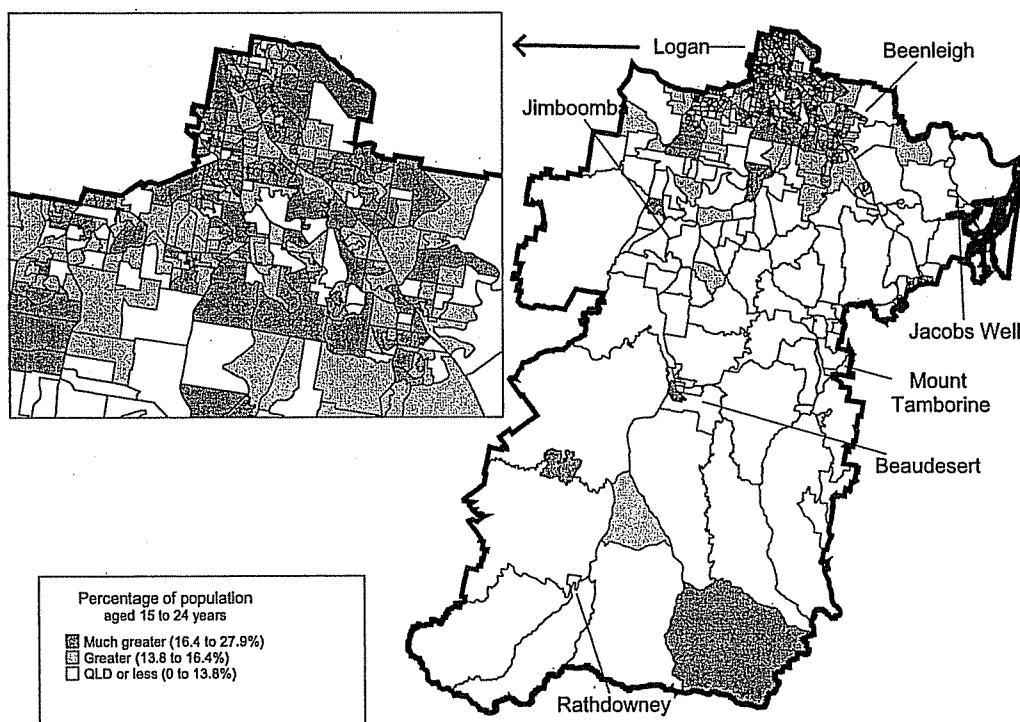 Logan
Beenleigh
Jimboomba
Jacobs Well
Mount
Tamborine
Beaudesert
Percentage of population
aged 15 to 24 years
Much greater (16.4 to 27.9%)
Greater (13.8 to 16.4%)
QLD or less (0 to 13.8%)
Rathdowney